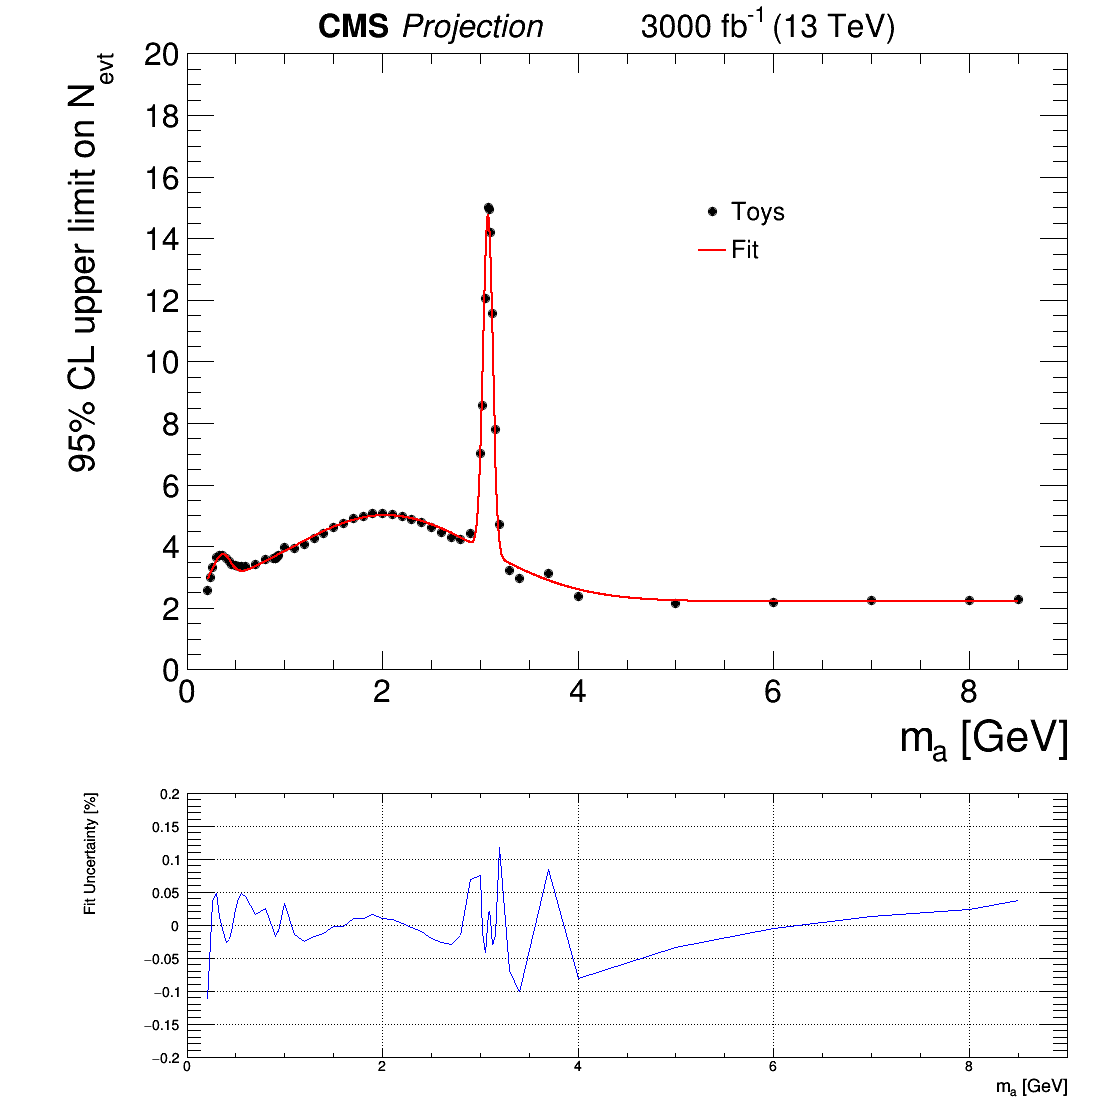 CMS Projection 3000 fb-1 (13 TeV)
95% CL upper limit on Nevt
20
18
16
14
12
10
8
6
4
2
0
Toys
Fit
0 2 4 6 8
ma [GeV]
Fit Uncertainty [%]
0.2
0.15
0.1
0.05
0
−0.05
−0.1
−0.15
−0.2
0 2 4 6 8
ma [GeV]